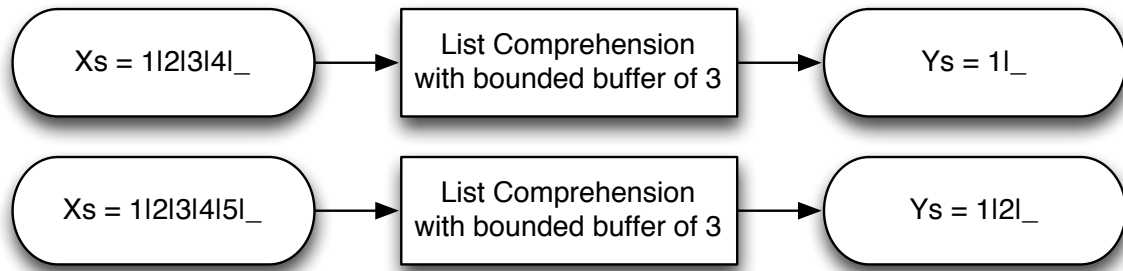 Xs = 1|2|3|4|_
List Comprehension
with bounded buffer of 3
Ys = 1|_
Xs = 1|2|3|4|5|_
List Comprehension
with bounded buffer of 3
Ys = 1|2|_